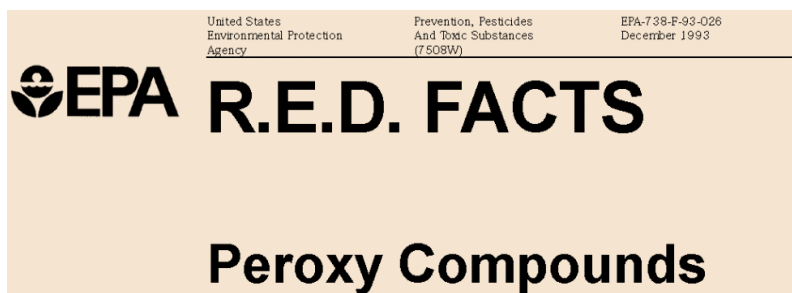 United States
Environmental Protection
Agency
Prevention, Pesticides
And Toxic Substances
(7508W)
EPA-738-F-93-026
December 1993
EPA
R.E.D. FACTS
Peroxy Compounds